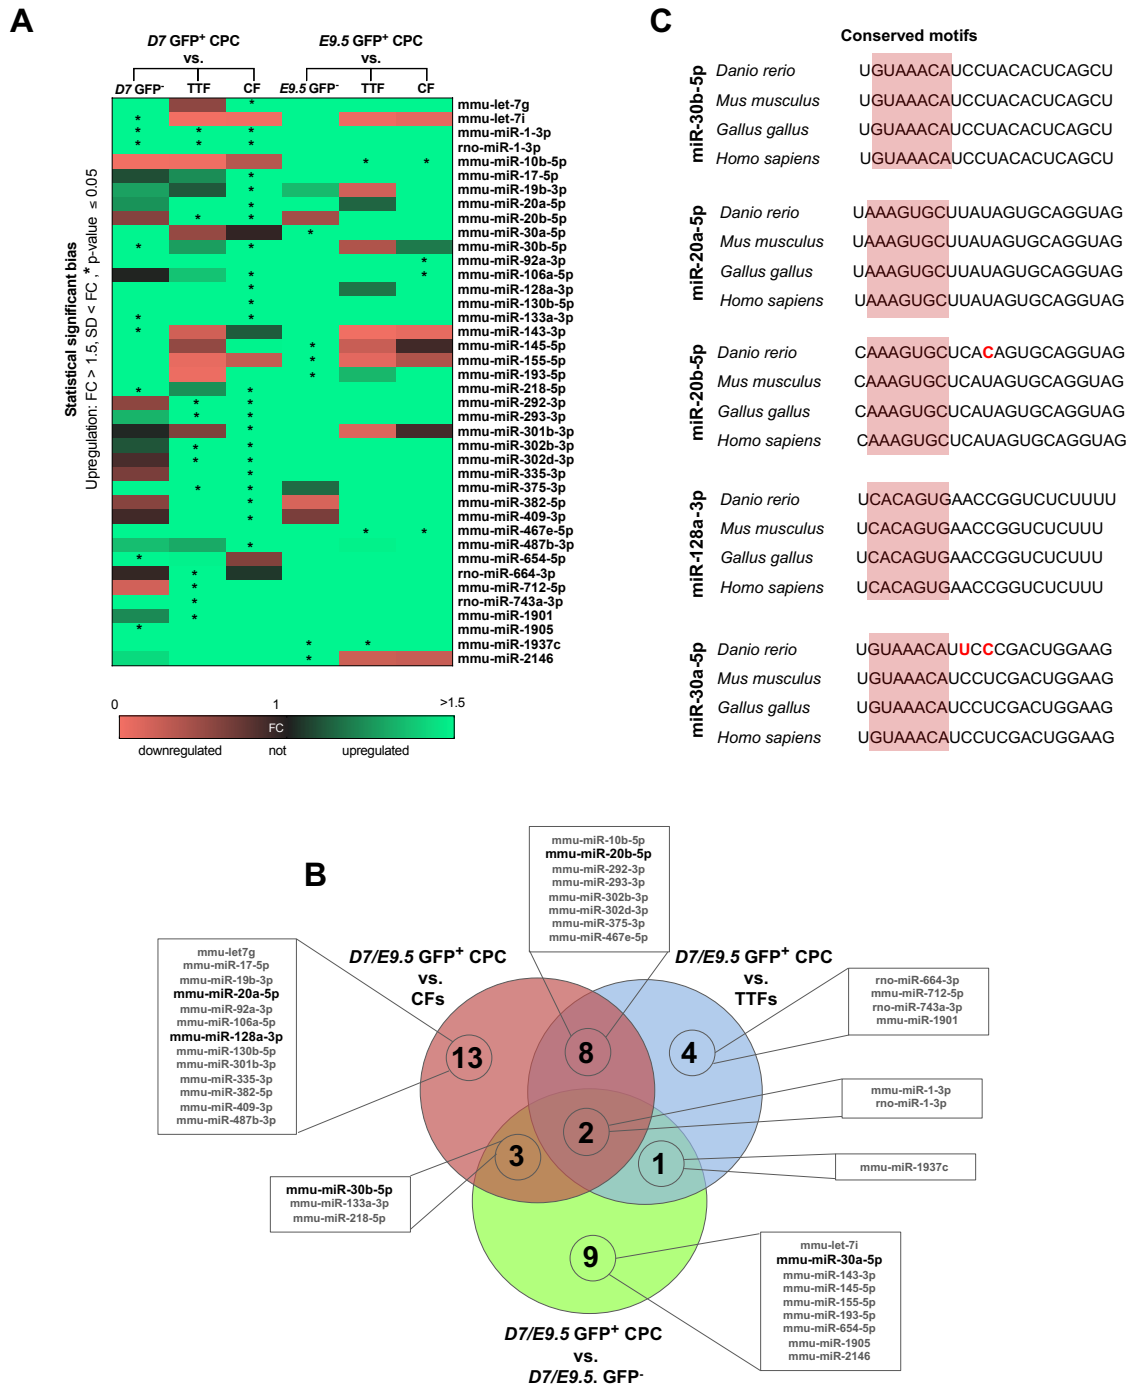 A
D7 GFP+ CPC
vs.
E9.5 GFP+ CPC
vs.
D7 GFP- TTF CF E9.5 GFP- TTF CF
Statistical significant bias
Upregulation: FC > 1.5, SD < FC ,* p-value ≤ 0.05
mmu-let-7g
mmu-let-7i
mmu-miR-1-3p
rno-miR-1-3p
mmu-miR-10b-5p
mmu-miR-17-5p
mmu-miR-19b-3p
mmu-miR-20a-5p
mmu-miR-20b-5p
mmu-miR-30a-5p
mmu-miR-30b-5p
mmu-miR-92a-3p
mmu-miR-106a-5p
mmu-miR-128a-3p
mmu-miR-130b-5p
mmu-miR-133a-3p
mmu-miR-143-3p
mmu-miR-145-5p
mmu-miR-155-5p
mmu-miR-193-5p
mmu-miR-218-5p
mmu-miR-292-3p
mmu-miR-293-3p
mmu-miR-301b-3p
mmu-miR-302b-3p
mmu-miR-302d-3p
mmu-miR-335-3p
mmu-miR-375-3p
mmu-miR-382-5p
mmu-miR-409-3p
mmu-miR-467e-5p
mmu-miR-487b-3p
mmu-miR-654-5p
rno-miR-664-3p
mmu-miR-712-5p
rno-miR-743a-3p
mmu-miR-1901
mmu-miR-1905
mmu-miR-1937c
mmu-miR-2146
0 1 >1.5
FC
downregulated not upregulated
C
Conserved motifs
miR-30b-5p
Danio rerio UGUAAACAUCCUACACUCAGCU
Mus musculus UGUAAACAUCCUACACUCAGCU
Gallus gallus UGUAAACAUCCUACACUCAGCU
Homo sapiens UGUAAACAUCCUACACUCAGCU
miR-20a-5p
Danio rerio UAAAGUGCUUAUAGUGCAGGUAG
Mus musculus UAAAGUGCUUAUAGUGCAGGUAG
Gallus gallus UAAAGUGCUUAUAGUGCAGGUAG
Homo sapiens UAAAGUGCUUAUAGUGCAGGUAG
miR-20b-5p
Danio rerio CAAAGUGCUCACAGUGCAGGUAG
Mus musculus CAAAGUGCUCAUAGUGCAGGUAG
Gallus gallus CAAAGUGCUCAUAGUGCAGGUAG
Homo sapiens CAAAGUGCUCAUAGUGCAGGUAG
miR-128a-3p
Danio rerio UCACAGUGAACCGGUCUCUUUU
Mus musculus UCACAGUGAACCGGUCUCUUU
Gallus gallus UCACAGUGAACCGGUCUCUUU
Homo sapiens UCACAGUGAACCGGUCUCUUU
miR-30a-5p
Danio rerio UGUAAACAUUCCCGACUGGAAG
Mus musculus UGUAAACAUCCUCGACUGGAAG
Gallus gallus UGUAAACAUCCUCGACUGGAAG
Homo sapiens UGUAAACAUCCUCGACUGGAAG
B
mmu-miR-10b-5p
mmu-miR-20b-5p
mmu-miR-292-3p
mmu-miR-293-3p
mmu-miR-302b-3p
mmu-miR-302d-3p
mmu-miR-375-3p
mmu-miR-467e-5p
D7/E9.5 GFP+ CPC
vs.
CFs
D7/E9.5 GFP+ CPC
vs.
TTFs
mmu-let7g
mmu-miR-17-5p
mmu-miR-19b-3p
mmu-miR-20a-5p
mmu-miR-92a-3p
mmu-miR-106a-5p
mmu-miR-128a-3p
mmu-miR-130b-5p
mmu-miR-301b-3p
mmu-miR-335-3p
mmu-miR-382-5p
mmu-miR-409-3p
mmu-miR-487b-3p
rno-miR-664-3p
mmu-miR-712-5p
rno-miR-743a-3p
mmu-miR-1901
13 8 4
mmu-miR-1-3p
rno-miR-1-3p
2
3
1
mmu-miR-1937c
mmu-miR-30b-5p
mmu-miR-133a-3p
mmu-miR-218-5p
9
mmu-let-7i
mmu-miR-30a-5p
mmu-miR-143-3p
mmu-miR-145-5p
mmu-miR-155-5p
mmu-miR-193-5p
mmu-miR-654-5p
mmu-miR-1905
mmu-miR-2146
D7/E9.5 GFP+ CPC
vs.
D7/E9.5. GFP-